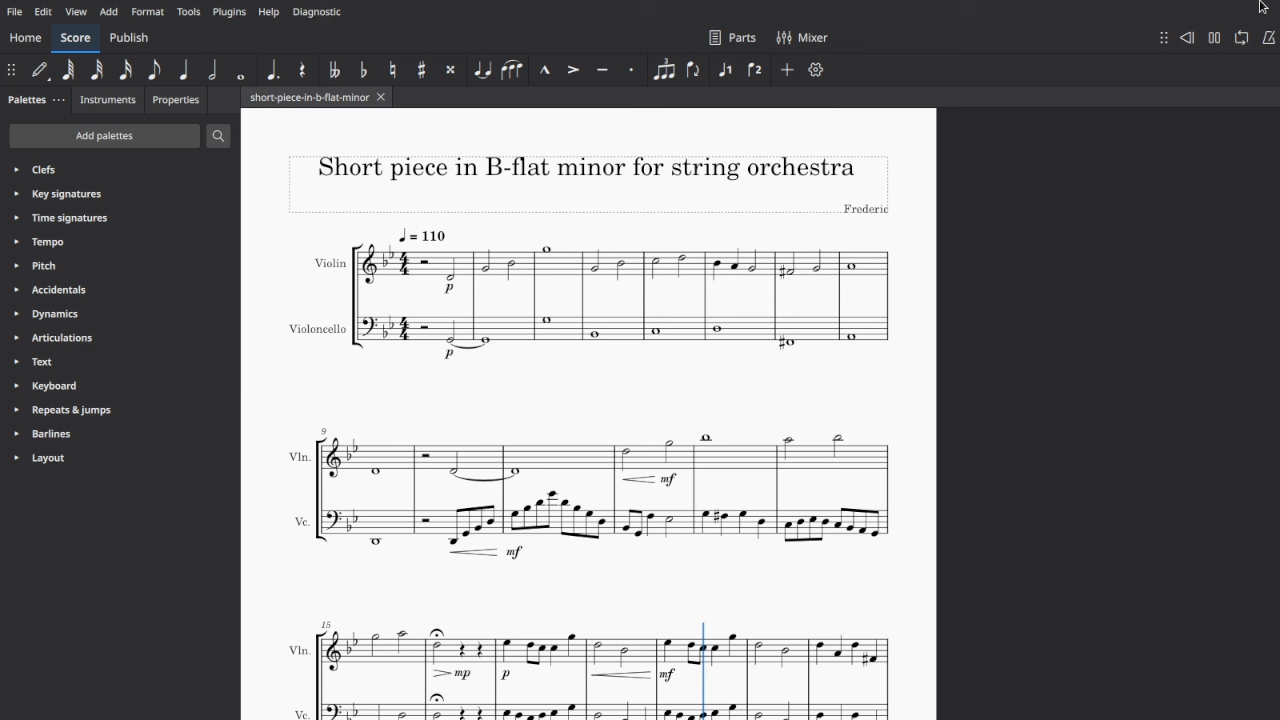 File Edit View Add Format Tools Plugins Help Diagnostic
Home Score Publish Parts Mixer
Palettes Instruments Properties short-piece-in-b-flat-minor
Add palettes
Clefs
Key signatures
Time signatures
Tempo
Pitch
Accidentals
Dynamics
Articulations
Text
Keyboard
Repeats & jumps
Barlines
Layout
Short piece in B-flat minor for string orchestra
Frederic
= 110
Violin
p
Violoncello
p
9
Vln.
mf
Vc.
mf
15
Vln.
mp p mf
Vc.